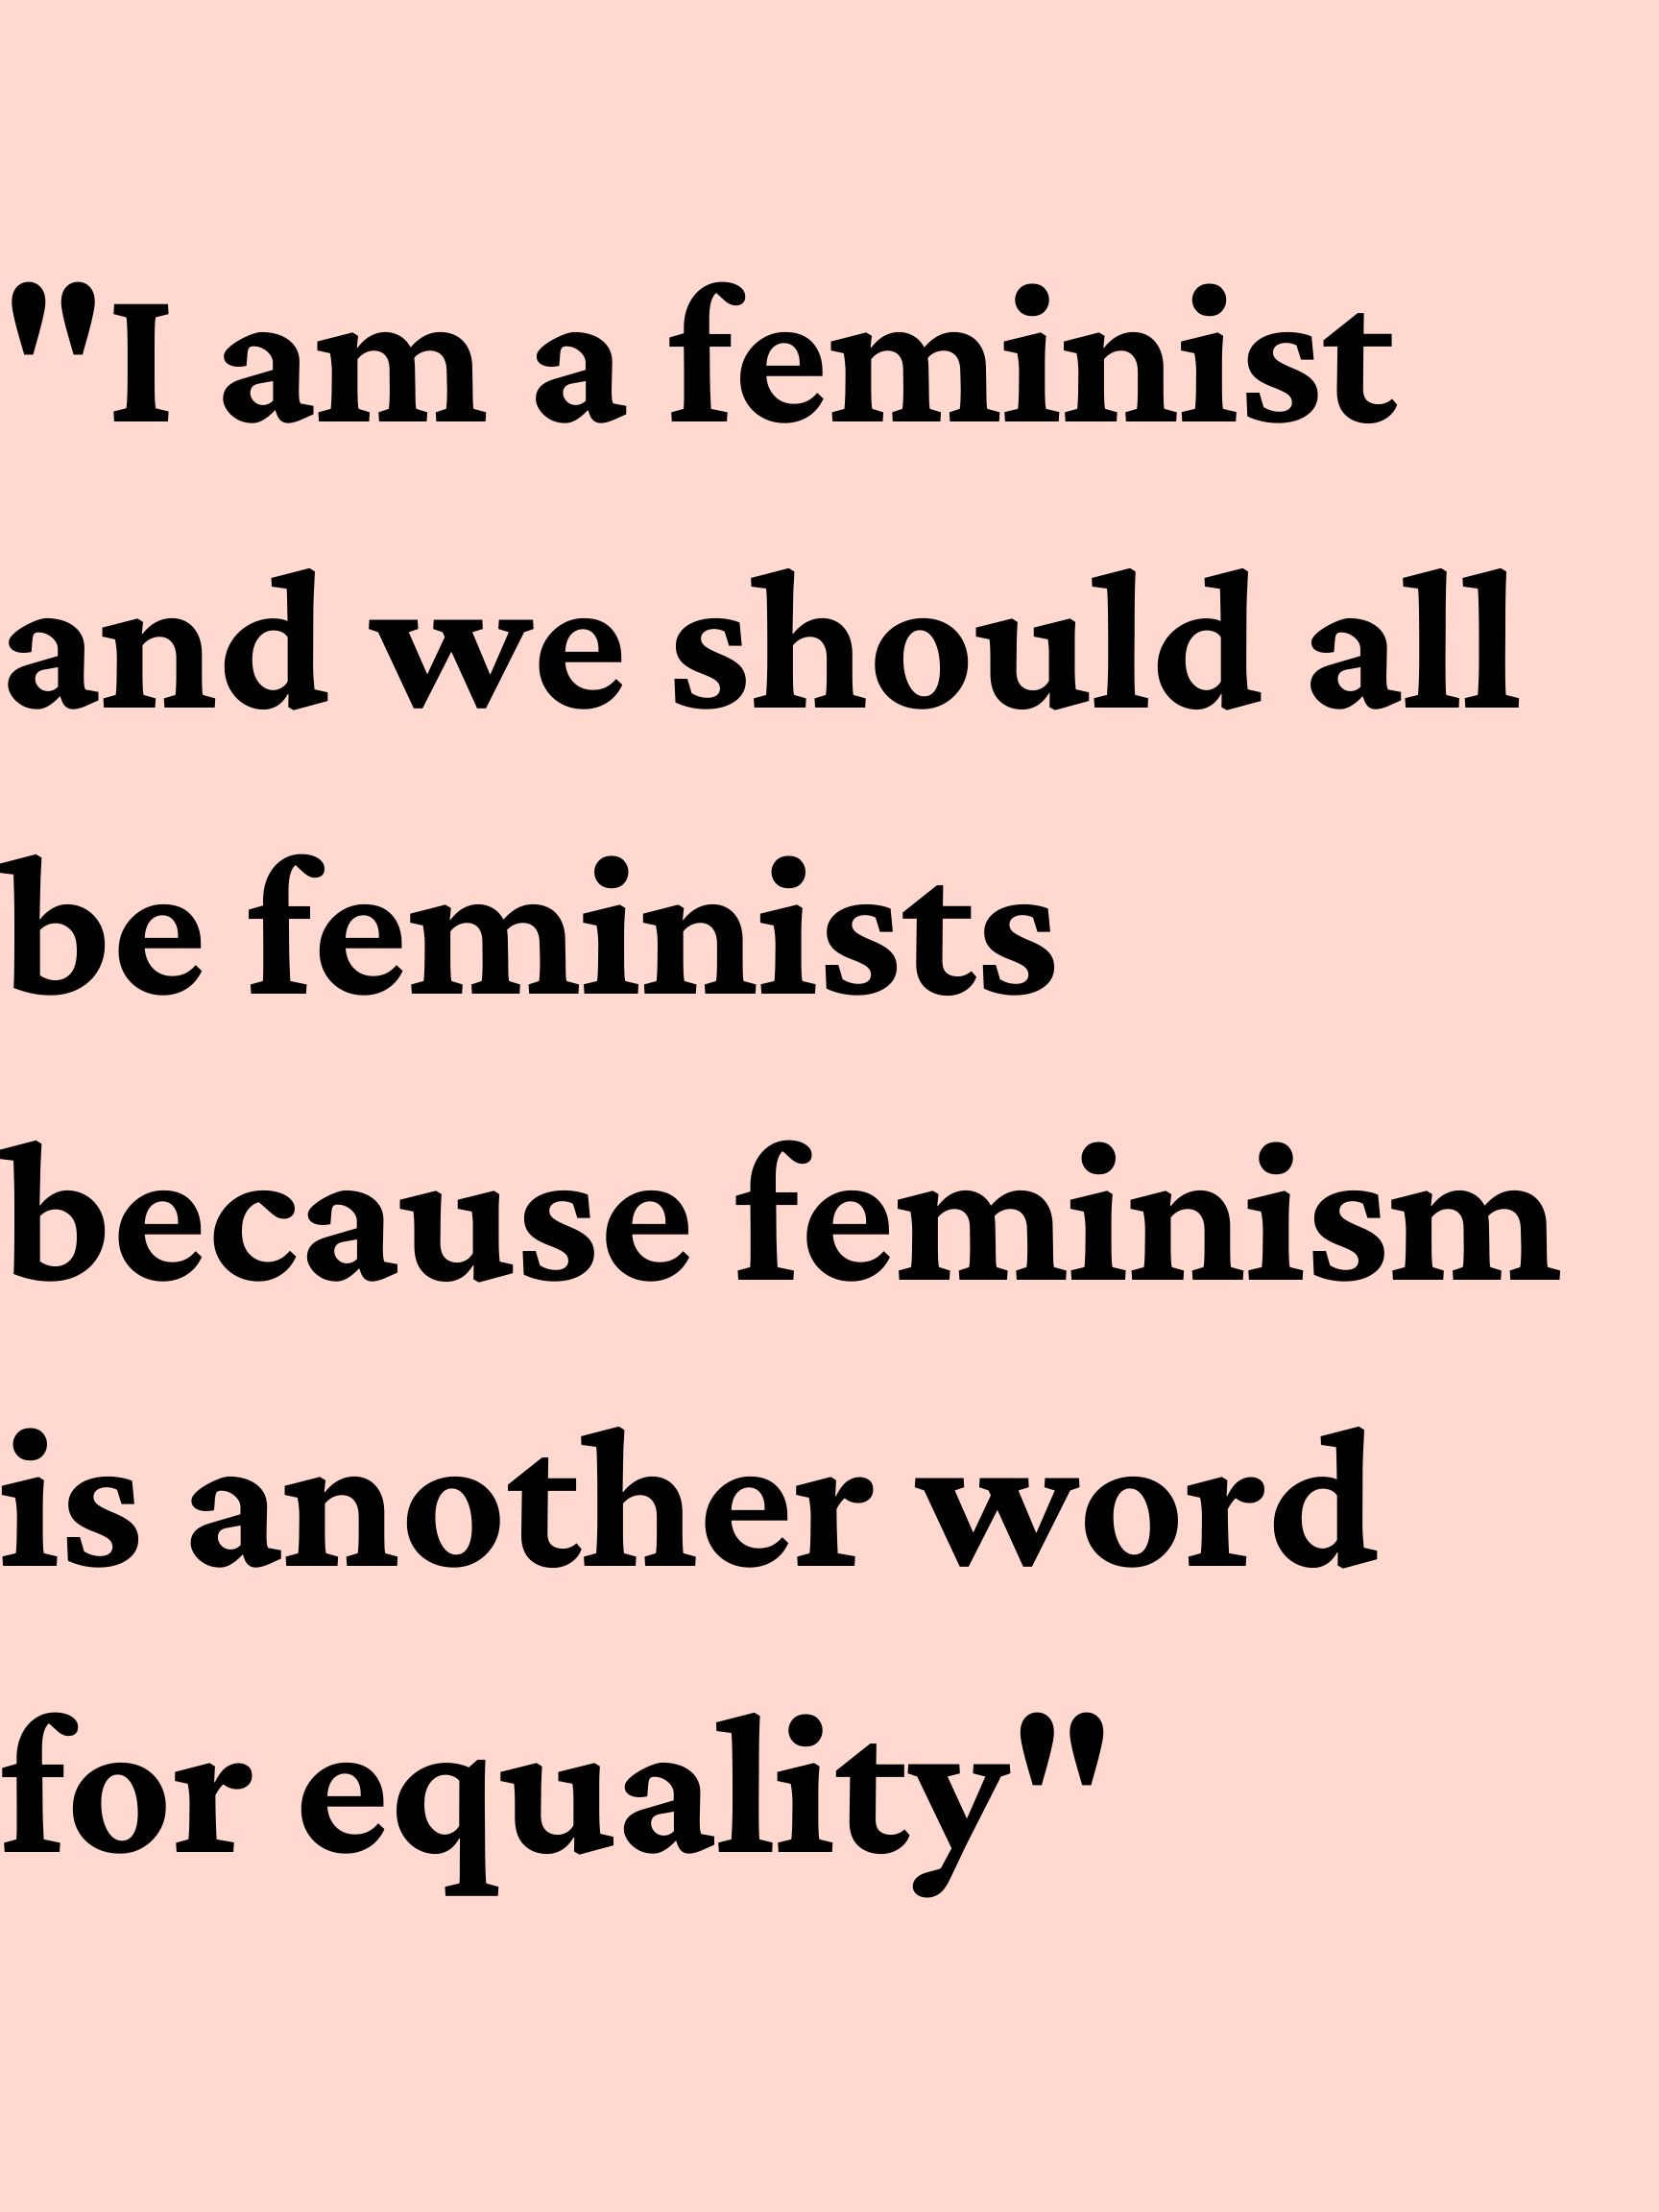 "I am a feminist
and we should all
be feminists
because feminism
is another word
for equality"